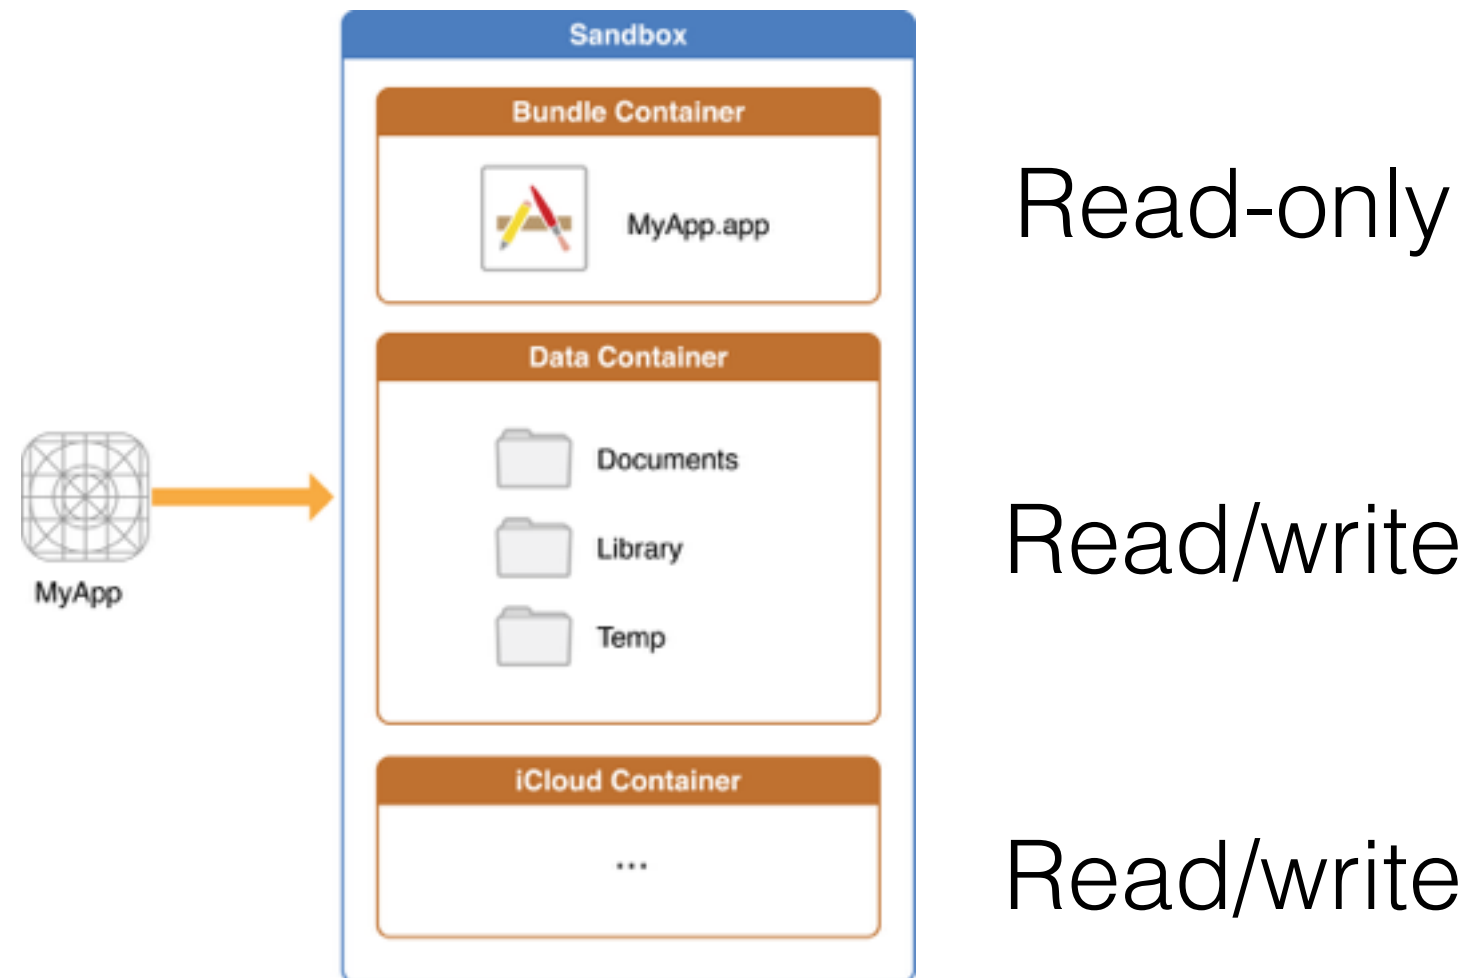 Sandbox
Bundle Container
MyApp.app
Read-only
Data Container
Documents
Library
Temp
Read/write
MyApp
iCloud Container
...
Read/write